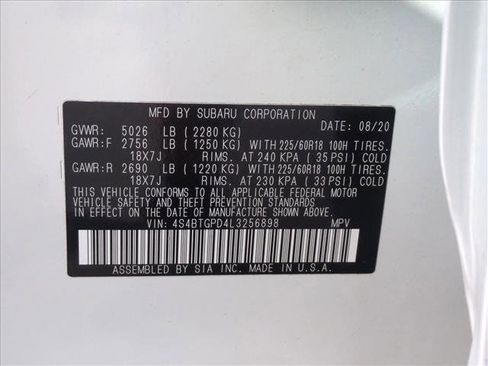 MFD BY SUBARU CORPORATION
DATE: 08/20
GVWR: 5026 LB ( 2280 KG)
GAWR:F 2756 LB ( 1250 KG) WITH 225/60R18 100H TIRES.
18X7J RIMS. AT 240 KPA ( 35 PSI) COLD
GAWR:R 2690 LB ( 1220 KG) WITH 225/60R18 100H TIRES.
18X7J RIMS. AT 230 KPA ( 33 PSI) COLD
THIS VEHICLE CONFORMS TO ALL APPLICABLE FEDERAL MOTOR
VEHICLE SAFETY AND THEFT PREVENTION STANDARDS IN EFFECT
ON THE DATE OF MANUFACTURE SHOWN ABOVE.
VIN: 4S4BTGPD4L3256898 MPV
ASSEMBLED BY SIA INC. MADE IN U.S.A.